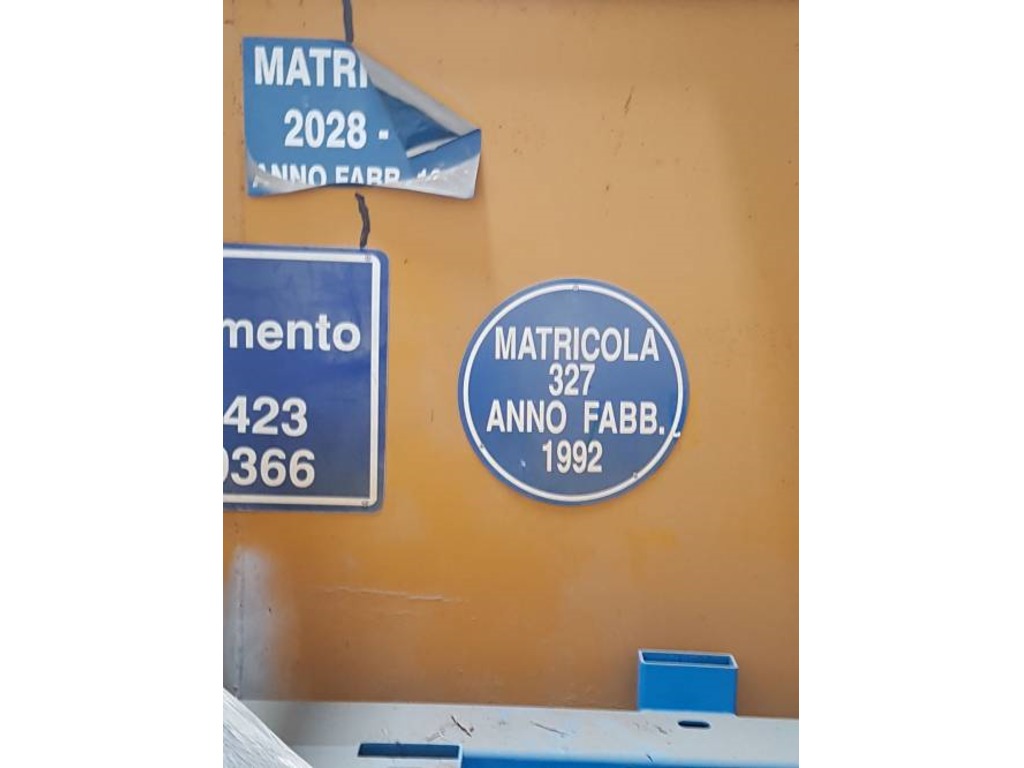 MATRI
2028 -
ANNO FABB.
mento
423
0366
MATRICOLA
327
ANNO FABB.
1992